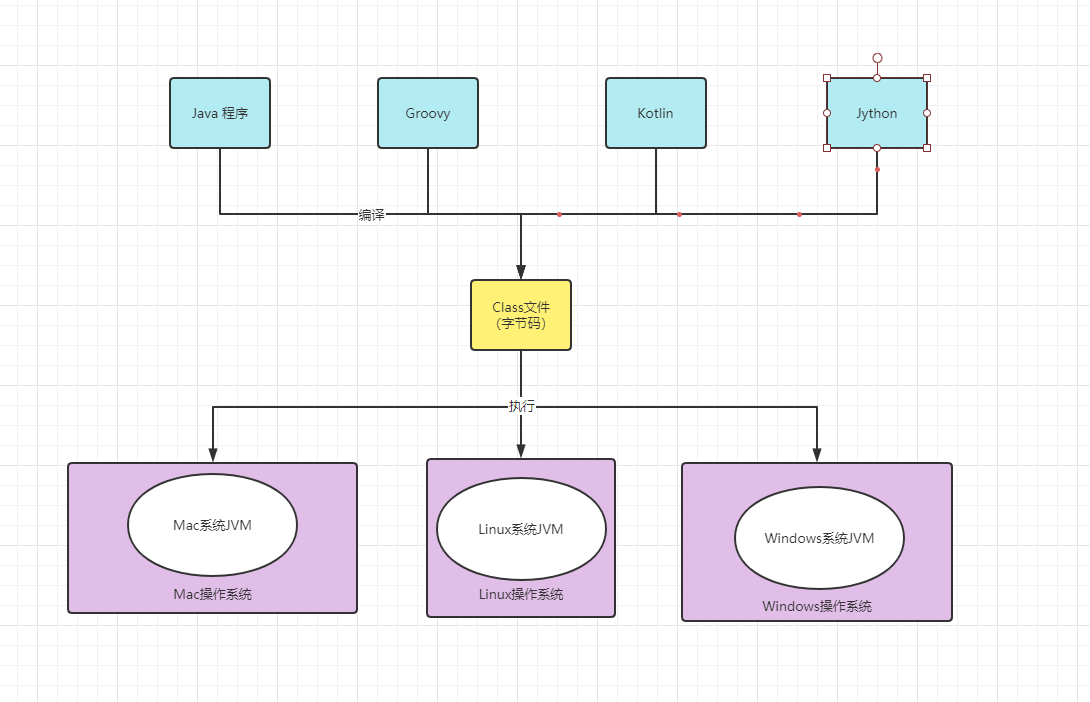 Java 程序
Groovy
Kotlin
Jython
编译
Class文件
（字节码）
执行
Mac系统JVM
Linux系统JVM
Windows系统JVM
Mac操作系统
Linux操作系统
Windows操作系统